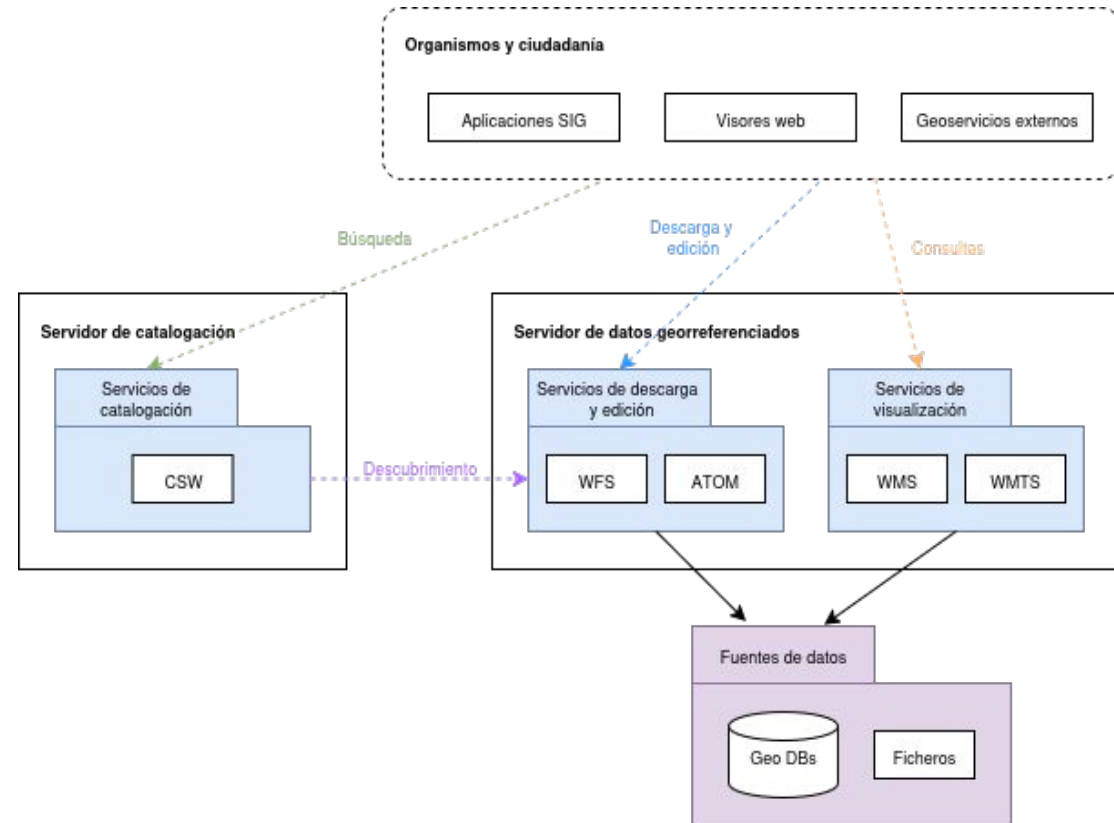 Organismos y ciudadanía
Aplicaciones SIG
Visores web
Geoservicios externos
Búsqueda
Descarga y
edición
Consultas
Servidor de catalogación
Servicios de
catalogación
CSW
Descubrimiento
Servidor de datos georreferenciados
Servicios de descarga
y edición
WFS
ATOM
Servicios de
visualización
WMS
WMTS
Fuentes de datos
Geo DBs
Ficheros